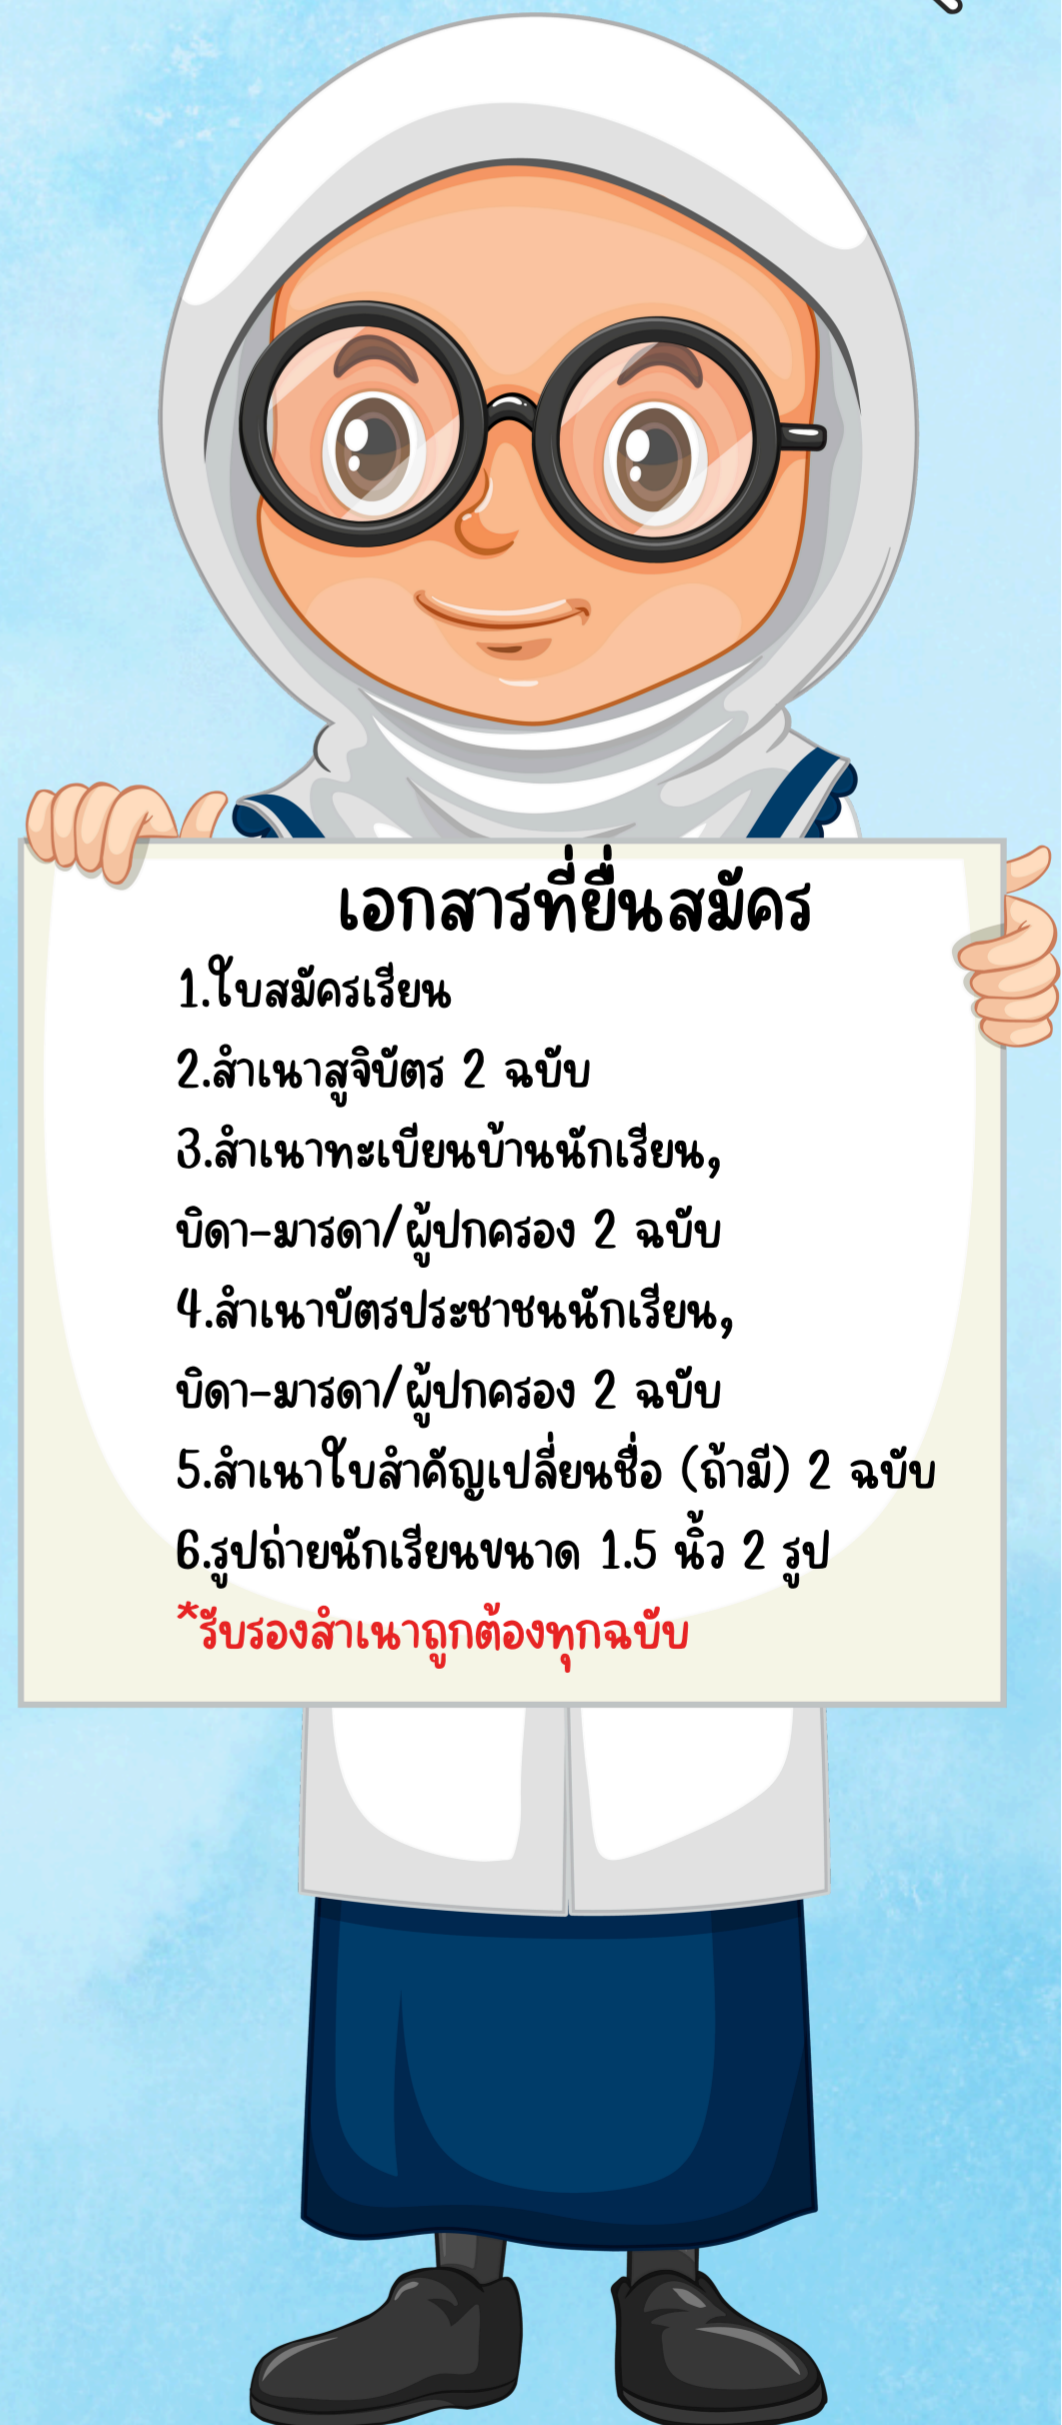 เอกสารที่ยื่นสมัคร
1.ใบสมัครเรียน
2.สำเนาสูจิบัตร 2 ฉบับ
3.สำเนาทะเบียนบ้านนักเรียน,
บิดา-มารดา/ผู้ปกครอง 2 ฉบับ
4.สำเนาบัตรประชาชนนักเรียน,
บิดา-มารดา/ผู้ปกครอง 2 ฉบับ
5.สำเนาใบสำคัญเปลี่ยนชื่อ (ถ้ามี) 2 ฉบับ
6.รูปถ่ายนักเรียนขนาด 1.5 นิ้ว 2 รูป
*รับรองสำเนาถูกต้องทุกฉบับ